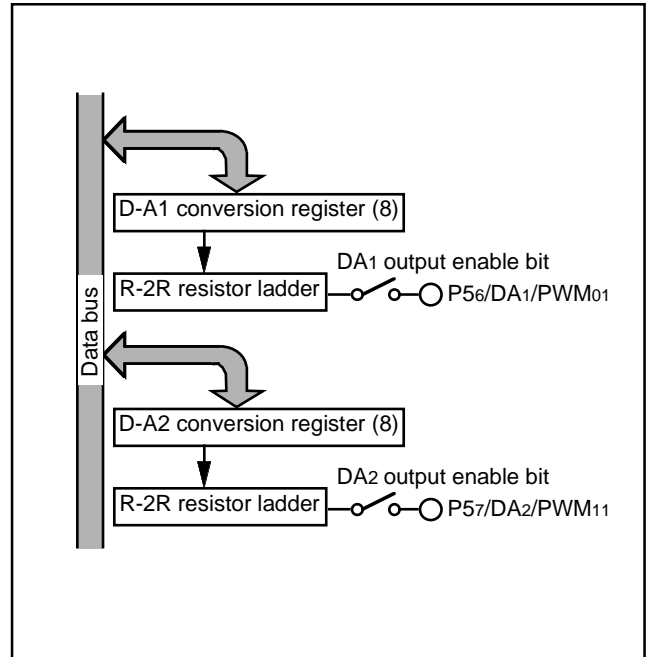 D-A1 conversion register (8)
DA1 output enable bit
R-2R resistor ladder
P56/DA1/PWM01
Data bus
D-A2 conversion register (8)
DA2 output enable bit
R-2R resistor ladder
P57/DA2/PWM11